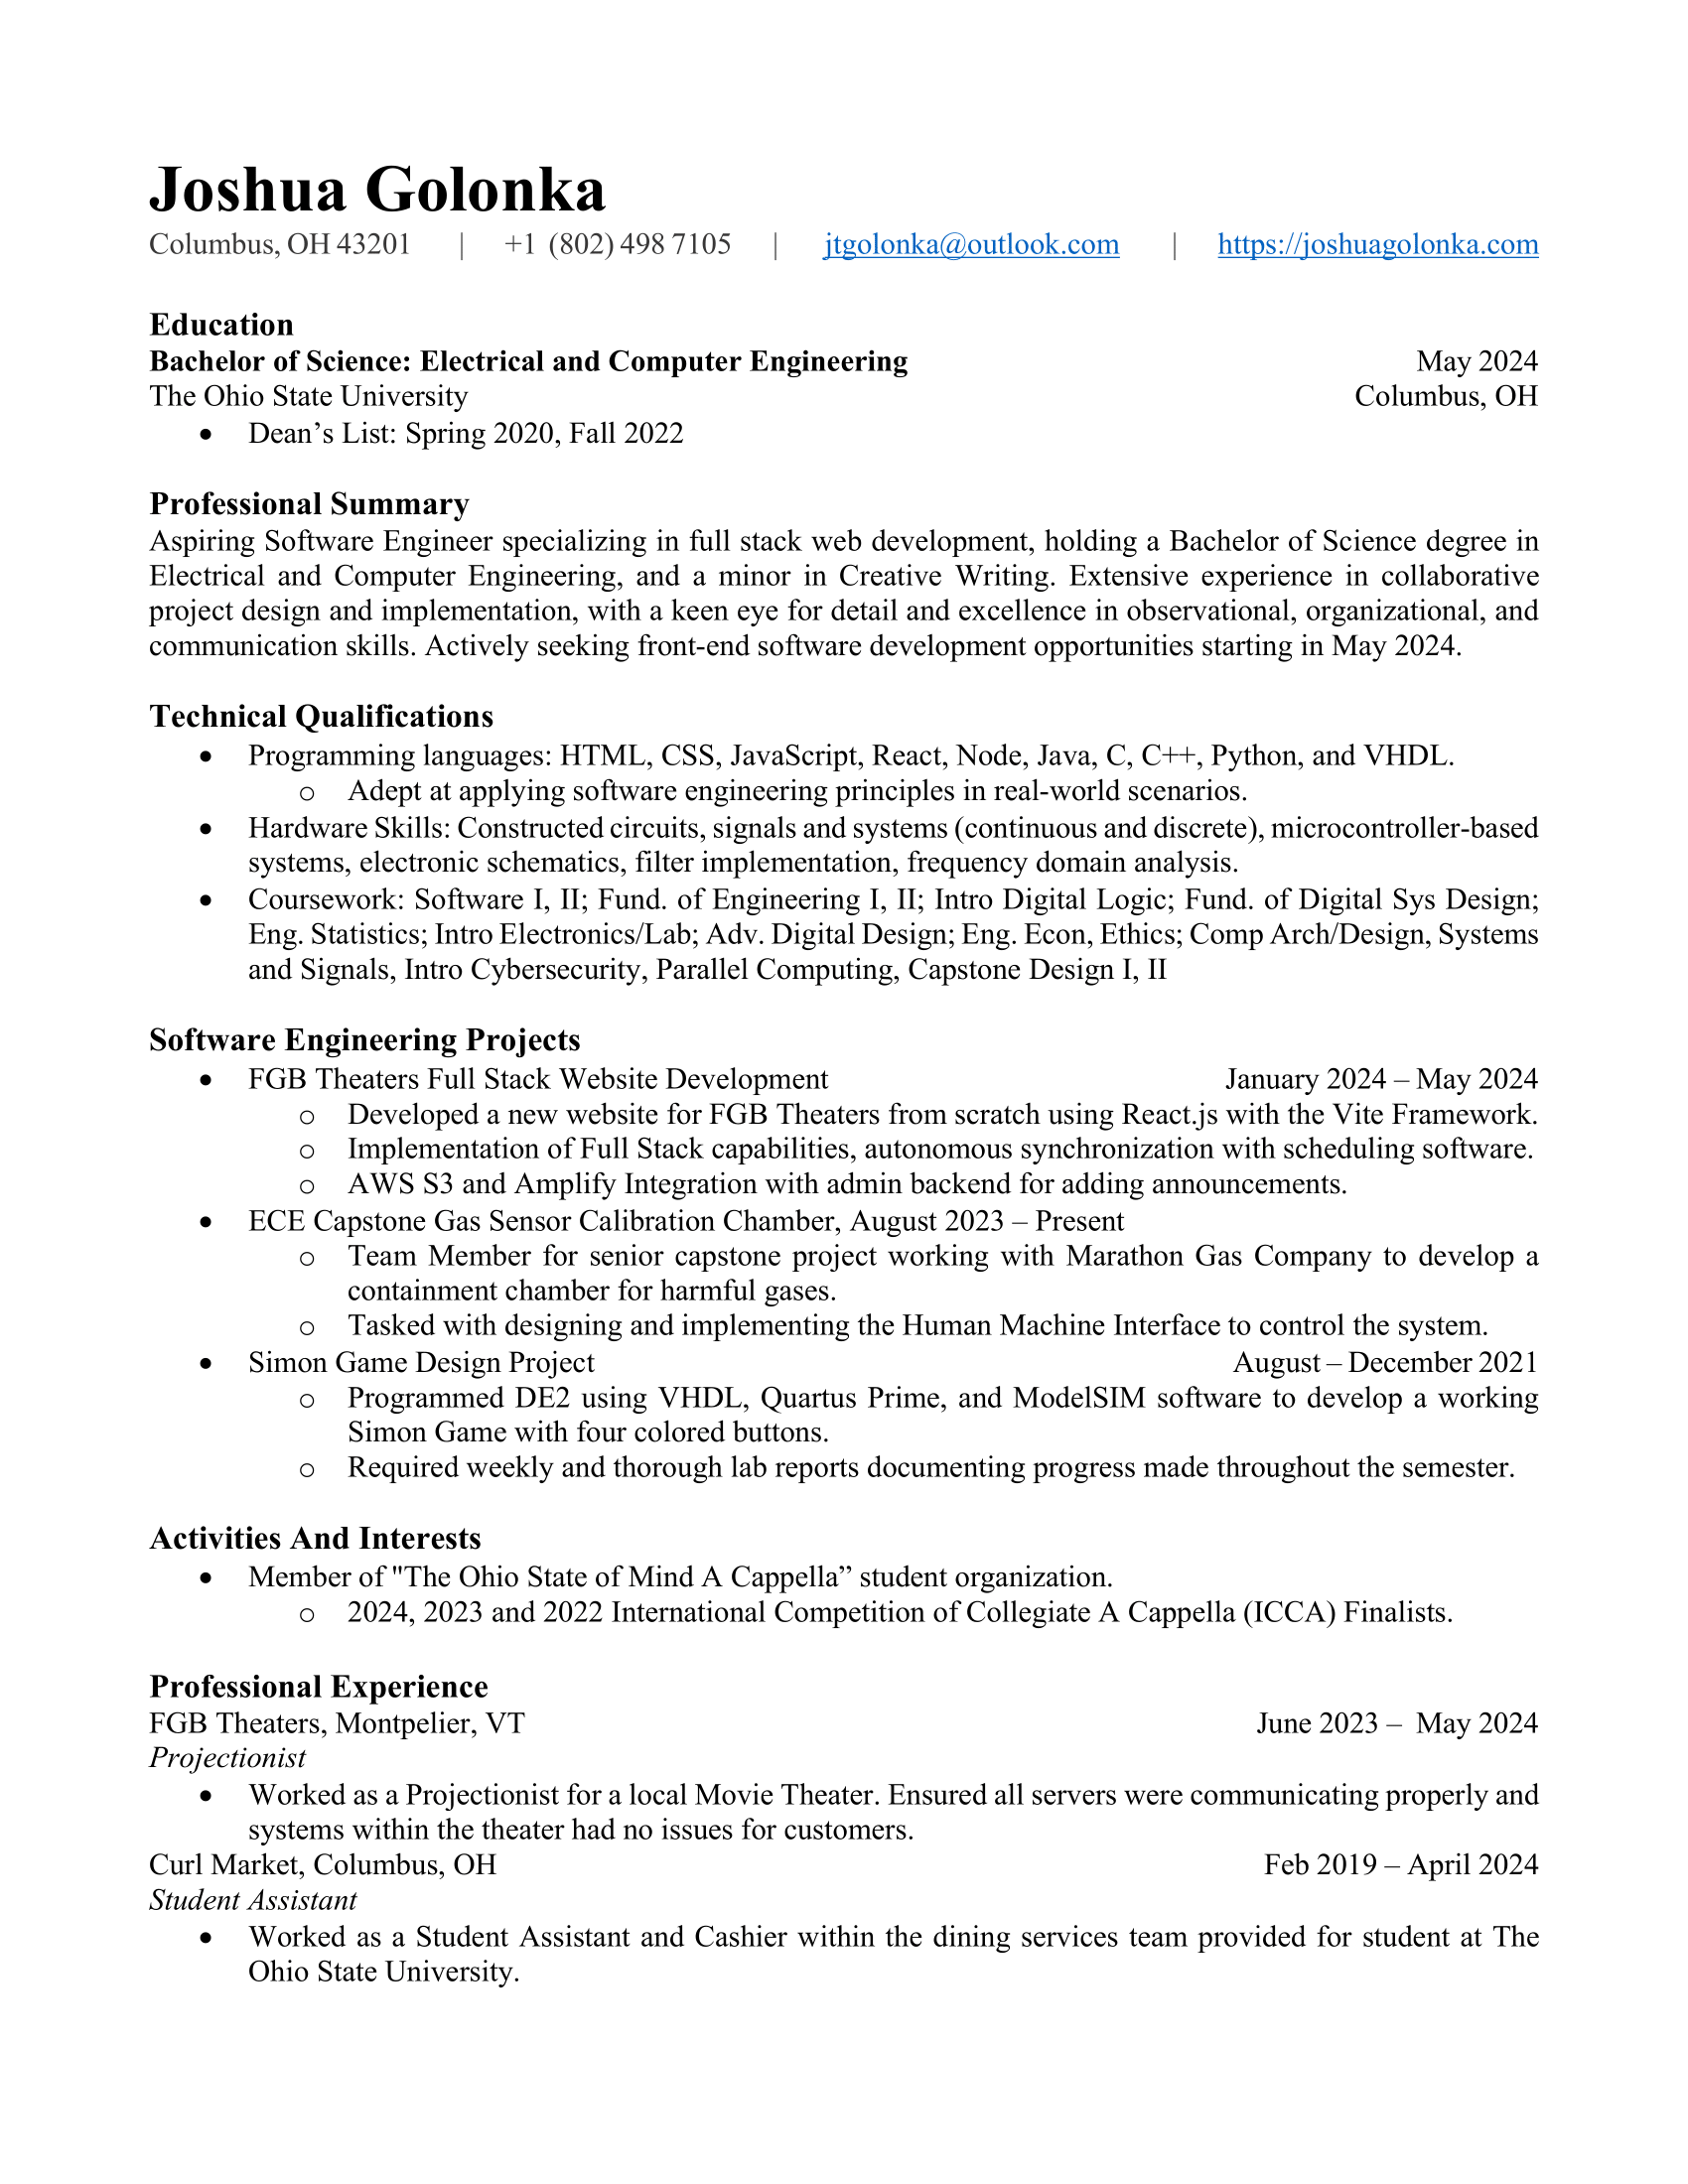 Joshua Golonka
Columbus, OH 43201 | +1 (802) 498 7105 | jtgolonka@outlook.com | https://joshuagolonka.com
Education
Bachelor of Science: Electrical and Computer Engineering May 2024
The Ohio State University Columbus, OH
• Dean’s List: Spring 2020, Fall 2022
Professional Summary
Aspiring Software Engineer specializing in full stack web development, holding a Bachelor of Science degree in
Electrical and Computer Engineering, and a minor in Creative Writing. Extensive experience in collaborative
project design and implementation, with a keen eye for detail and excellence in observational, organizational, and
communication skills. Actively seeking front-end software development opportunities starting in May 2024.
Technical Qualifications
• Programming languages: HTML, CSS, JavaScript, React, Node, Java, C, C++, Python, and VHDL.
o Adept at applying software engineering principles in real-world scenarios.
• Hardware Skills: Constructed circuits, signals and systems (continuous and discrete), microcontroller-based
systems, electronic schematics, filter implementation, frequency domain analysis.
• Coursework: Software I, II; Fund. of Engineering I, II; Intro Digital Logic; Fund. of Digital Sys Design;
Eng. Statistics; Intro Electronics/Lab; Adv. Digital Design; Eng. Econ, Ethics; Comp Arch/Design, Systems
and Signals, Intro Cybersecurity, Parallel Computing, Capstone Design I, II
Software Engineering Projects
• FGB Theaters Full Stack Website Development January 2024 – May 2024
o Developed a new website for FGB Theaters from scratch using React.js with the Vite Framework.
o Implementation of Full Stack capabilities, autonomous synchronization with scheduling software.
o AWS S3 and Amplify Integration with admin backend for adding announcements.
• ECE Capstone Gas Sensor Calibration Chamber, August 2023 – Present
o Team Member for senior capstone project working with Marathon Gas Company to develop a
containment chamber for harmful gases.
o Tasked with designing and implementing the Human Machine Interface to control the system.
• Simon Game Design Project August – December 2021
o Programmed DE2 using VHDL, Quartus Prime, and ModelSIM software to develop a working
Simon Game with four colored buttons.
o Required weekly and thorough lab reports documenting progress made throughout the semester.
Activities And Interests
• Member of "The Ohio State of Mind A Cappella” student organization.
o 2024, 2023 and 2022 International Competition of Collegiate A Cappella (ICCA) Finalists.
Professional Experience
FGB Theaters, Montpelier, VT June 2023 – May 2024
Projectionist
• Worked as a Projectionist for a local Movie Theater. Ensured all servers were communicating properly and
systems within the theater had no issues for customers.
Curl Market, Columbus, OH Feb 2019 – April 2024
Student Assistant
• Worked as a Student Assistant and Cashier within the dining services team provided for student at The
Ohio State University.